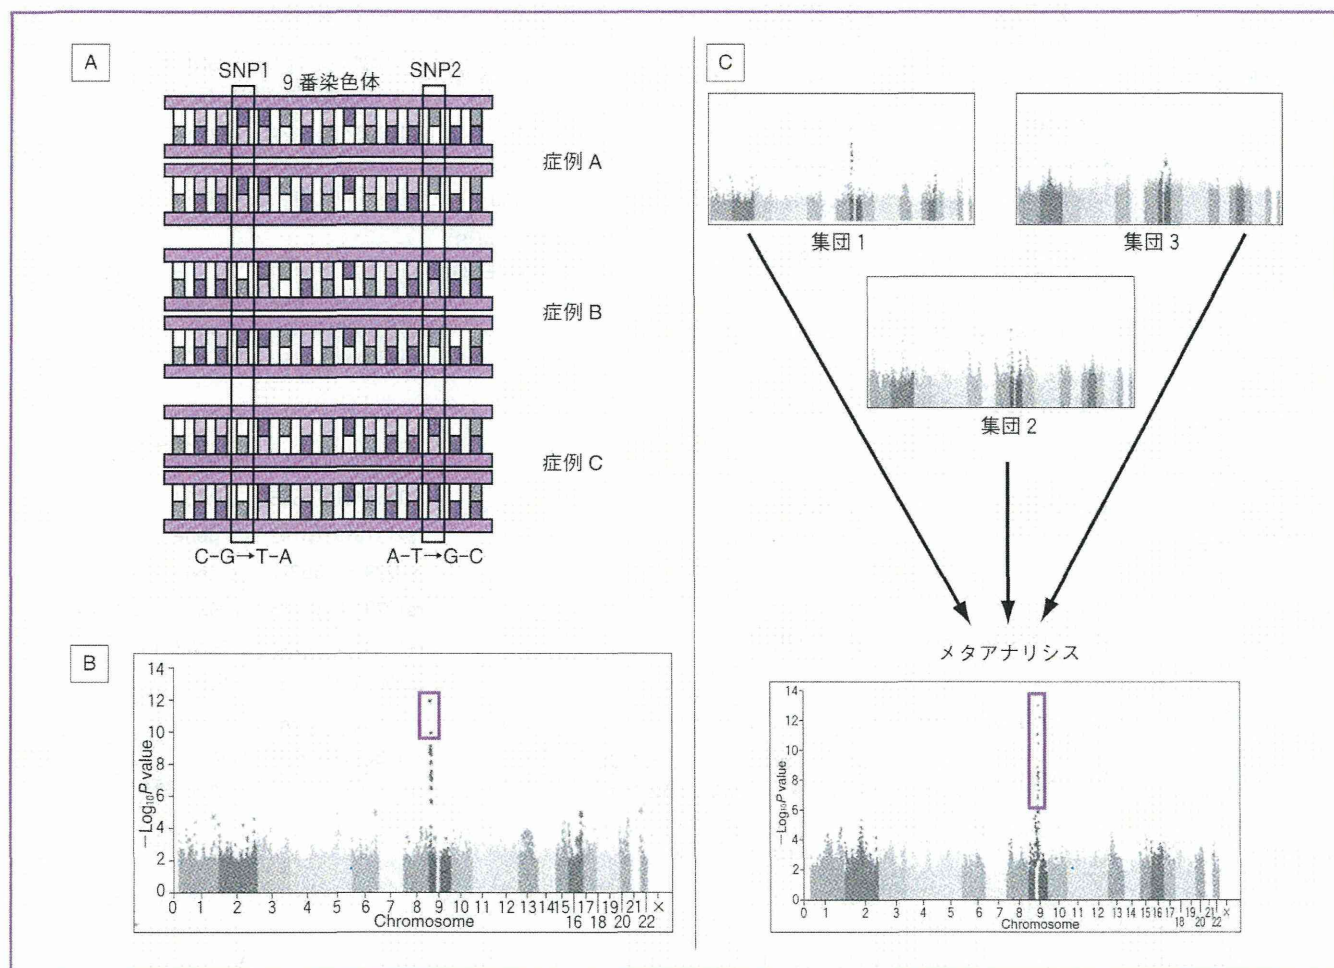 A
SNP1
9番染色体
SNP2
症例 A
症例 B
症例 C
C-G→T-A
A-T→G-C
B
14
12
10
8
6
4
2
0
—Log₁₀P value—
0 1 2 3 4 5 6 7 8 9 10 11 12 13 14 15 17 19 21 ×
16 18 20 22
Chromosome
C
集団 1
集団 3
集団 2
メタアナリシス
14
12
10
8
6
4
2
0
—Log₁₀P value—
0 1 2 3 4 5 6 7 8 9 10 11 12 13 14 15 16 17 19 21 ×
18 20 22
Chromosome